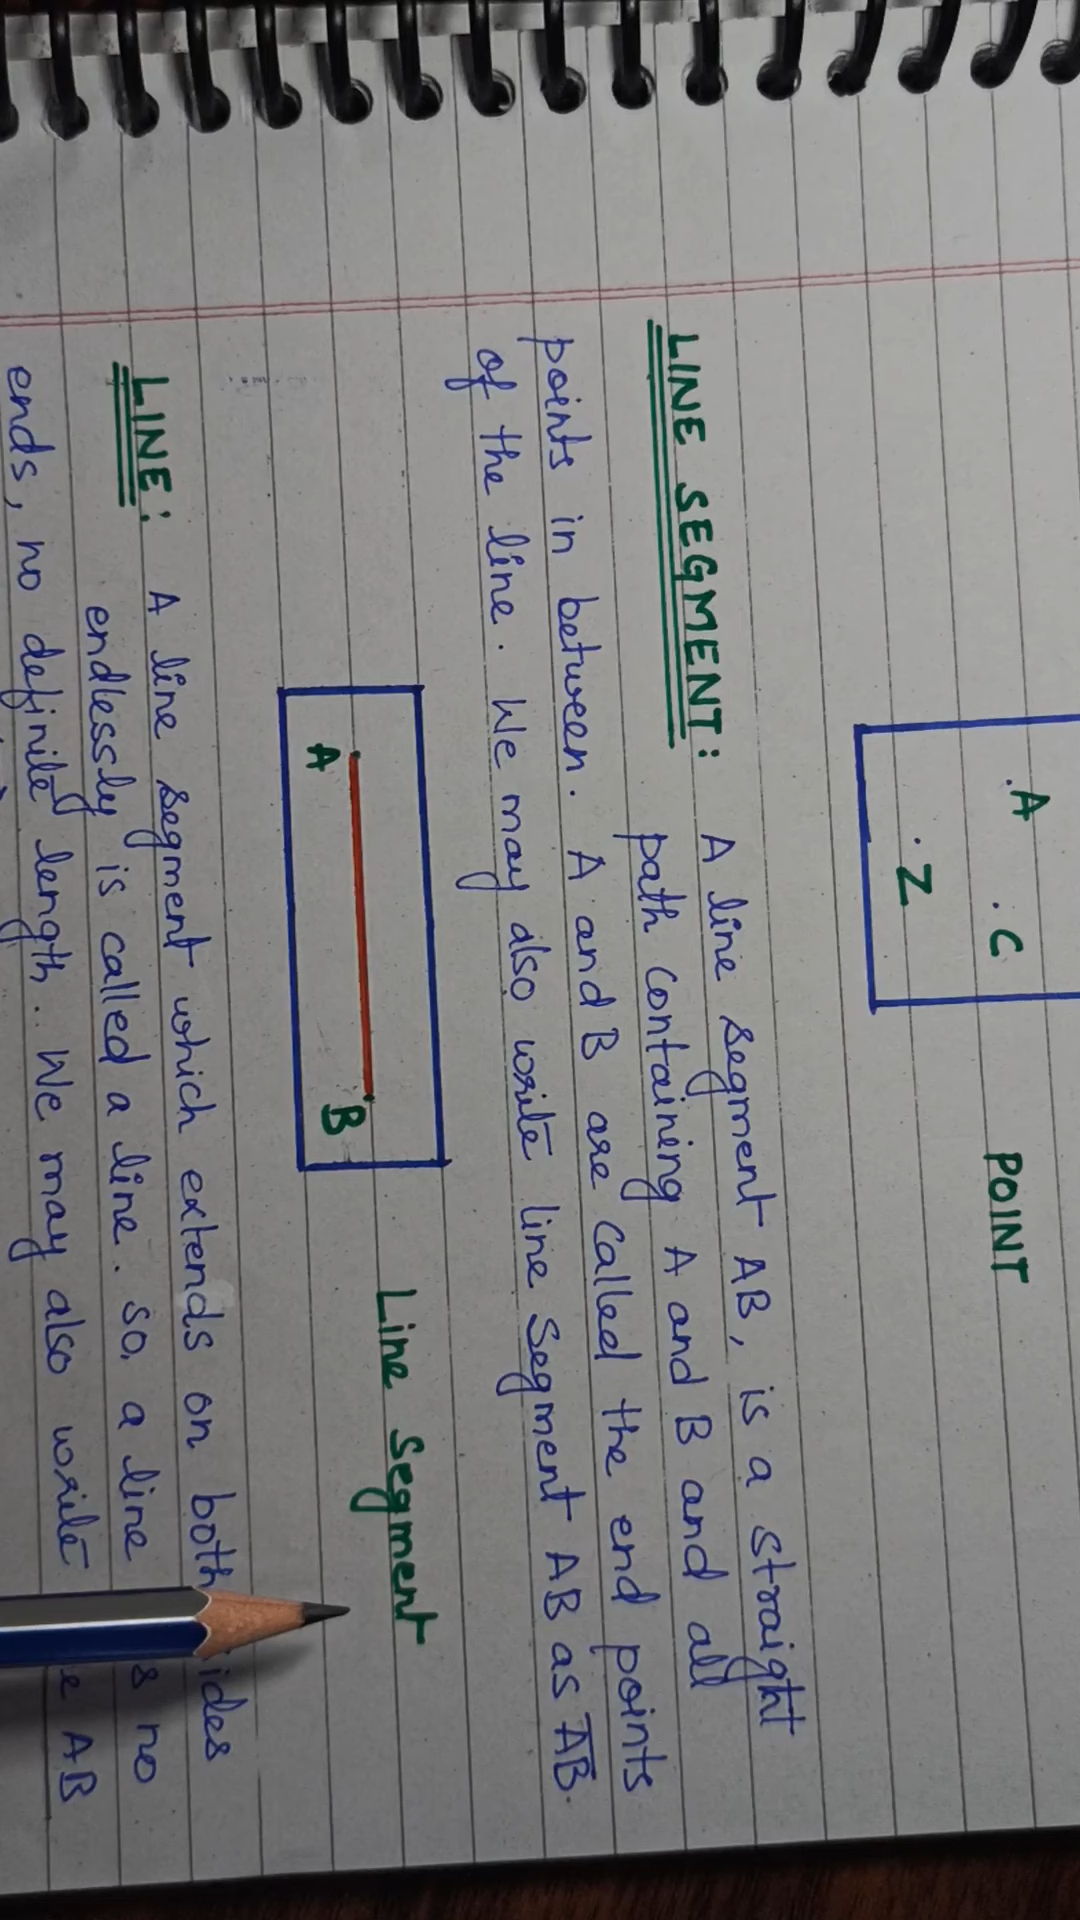 .A
.C
.Z
POINT
LINE SEGMENT: A line segment AB, is a straight
path containing A and B and all
points in between. A and B are called the end points
of the line. We may also write line segment AB as A̅B̅.
A B
Line segment
LINE: A line segment which extends on both ides
endlessly is called a line. so, a line s no
ends, no definite length. We may also write e AB